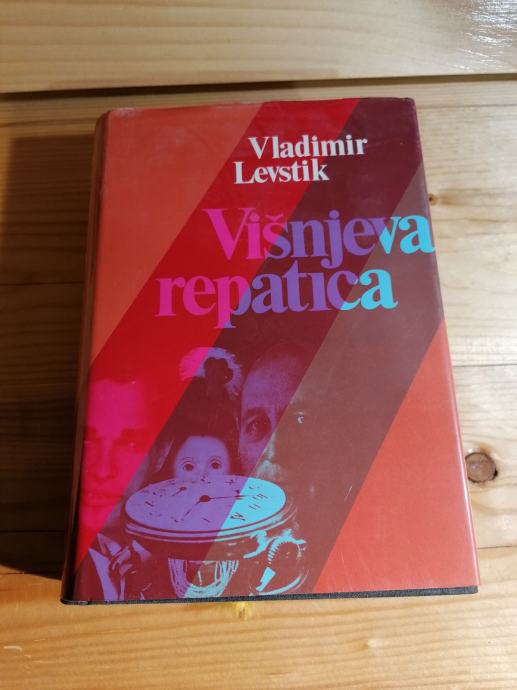 Vladimir
Levstik
Višnjeva
repatica